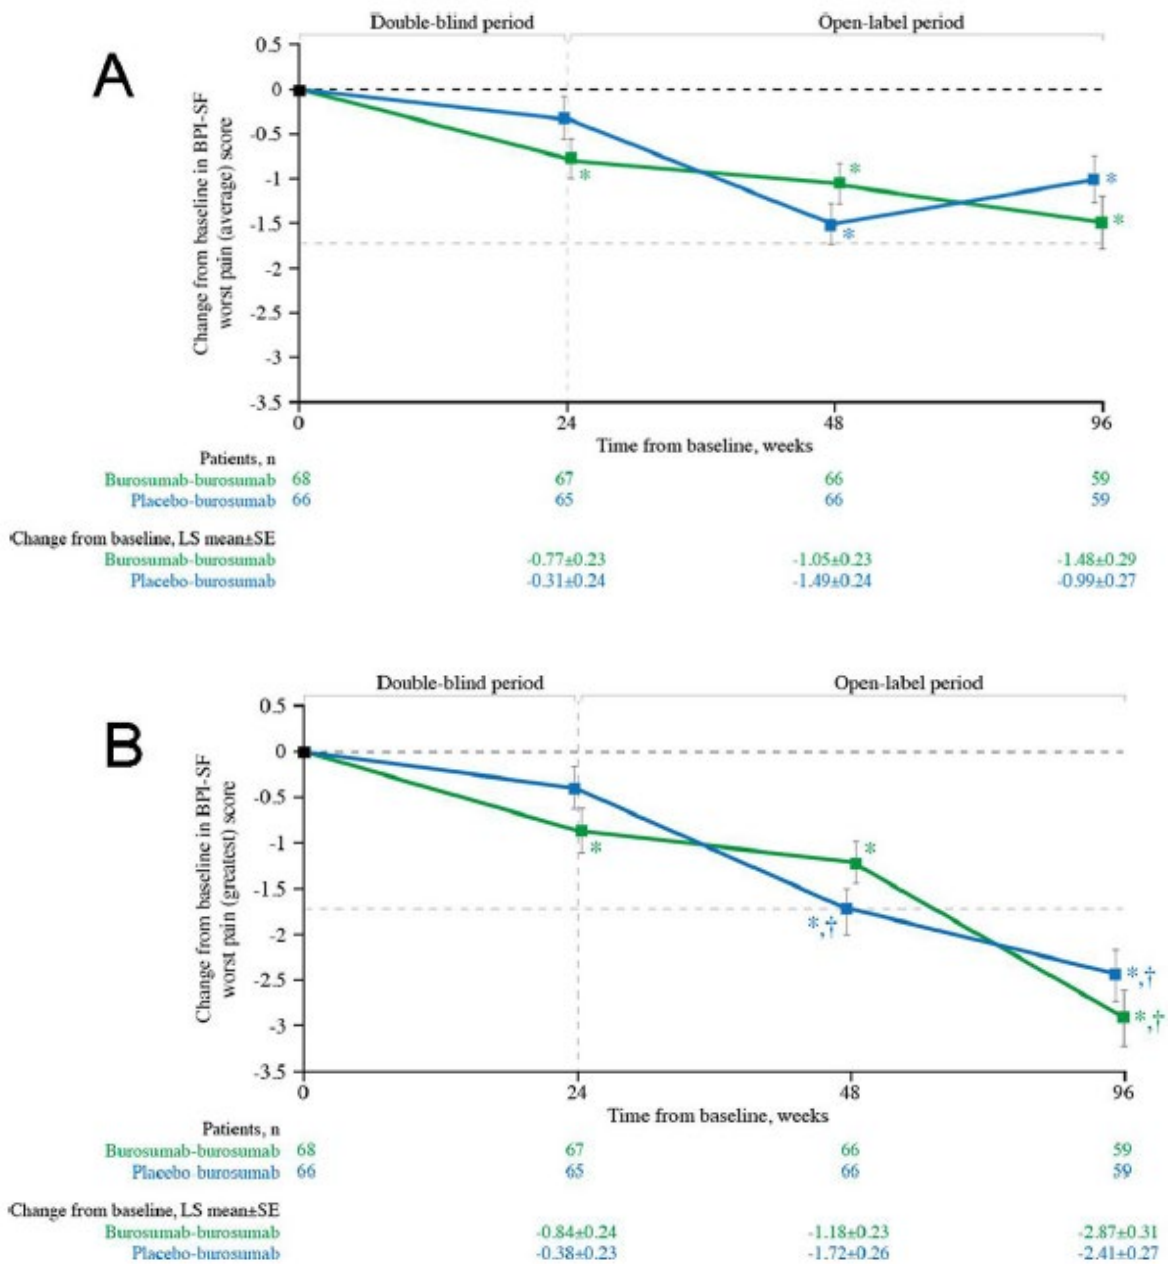 Double-blind period Open-label period
A
0.5
0
-0.5
-1
-1.5
-2
-2.5
-3
-3.5
Change from baseline in BPI-SF
worst pain (average) score
*
*
*
*
*
0 24 48 96
Time from baseline, weeks
Patients, n
Burosumab-burosumab 68 67 66 59
Placebo-burosumab 66 65 66 59
Change from baseline, LS mean±SE
Burosumab-burosumab -0.77±0.23 -1.05±0.23 -1.48±0.29
Placebo-burosumab -0.31±0.24 -1.49±0.24 -0.99±0.27
Double-blind period Open-label period
B
0.5
0
-0.5
-1
-1.5
-2
-2.5
-3
-3.5
Change from baseline in BPI-SF
worst pain (greatest) score
*
*
*,†
*,†
*,†
0 24 48 96
Time from baseline, weeks
Patients, n
Burosumab-burosumab 68 67 66 59
Placebo-burosumab 66 65 66 59
Change from baseline, LS mean±SE
Burosumab-burosumab -0.84±0.24 -1.18±0.23 -2.87±0.31
Placebo-burosumab -0.38±0.23 -1.72±0.26 -2.41±0.27